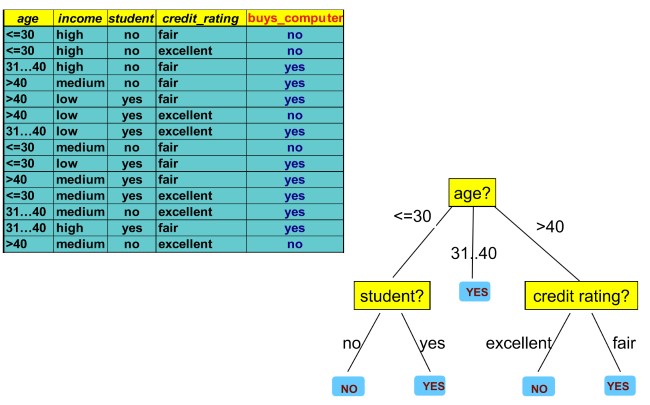 age income student credit_rating buys_computer
<=30 high no fair no
<=30 high no excellent no
31…40 high no fair yes
>40 medium no fair yes
>40 low yes fair yes
>40 low yes excellent no
31…40 low yes excellent yes
<=30 medium no fair no
<=30 low yes fair yes
>40 medium yes fair yes
<=30 medium yes excellent yes
31…40 medium no excellent yes
31…40 high yes fair yes
>40 medium no excellent no
age?
<=30
31..40
>40
student?
YES
credit rating?
no
yes
excellent
fair
NO
YES
NO
YES